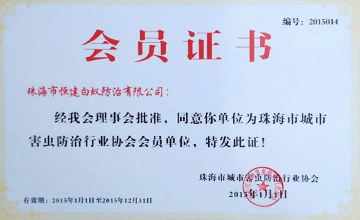 编号：2015014
会员证书
珠海市恒建白蚁防治有限公司：
经我会理事会批准，同意你单位为珠海市城市
害虫防治行业协会会员单位，特发此证！
珠海市城市害虫防治行业协会
2015年1月1日
有效期：2015年1月1日至2015年12月31日